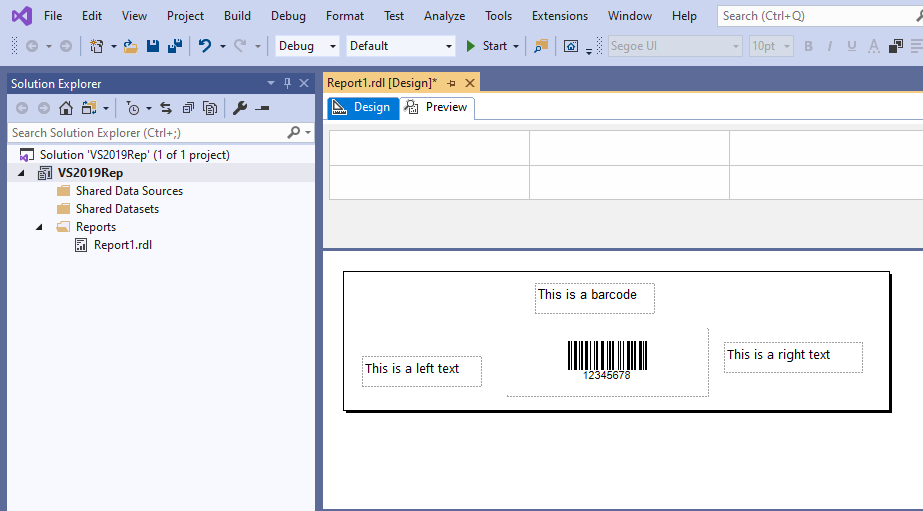 File Edit View Project Build Debug Format Test Analyze Tools Extensions Window Help Search (Ctrl+Q)
Debug Default Start Segoe UI 10pt B I U A
Solution Explorer
Search Solution Explorer (Ctrl+;)
Solution 'VS2019Rep' (1 of 1 project)
VS2019Rep
Shared Data Sources
Shared Datasets
Reports
Report1.rdl
Report1.rdl [Design]*
Design Preview
This is a barcode
This is a left text
12345678
This is a right text